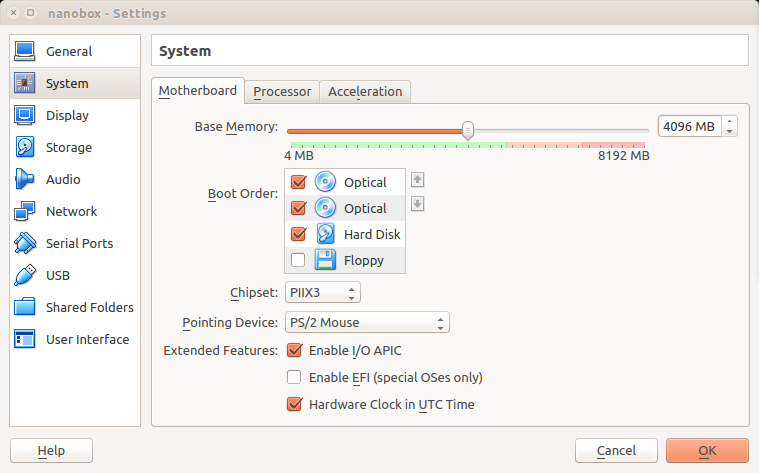 nanobox - Settings
General
System
Display
Storage
Audio
Network
Serial Ports
USB
Shared Folders
User Interface
System
Motherboard Processor Acceleration
Base Memory: 4096 MB
4 MB 8192 MB
Boot Order:
Optical
Optical
Hard Disk
Floppy
Chipset: PIIX3
Pointing Device: PS/2 Mouse
Extended Features: Enable I/O APIC
Enable EFI (special OSes only)
Hardware Clock in UTC Time
Help Cancel OK